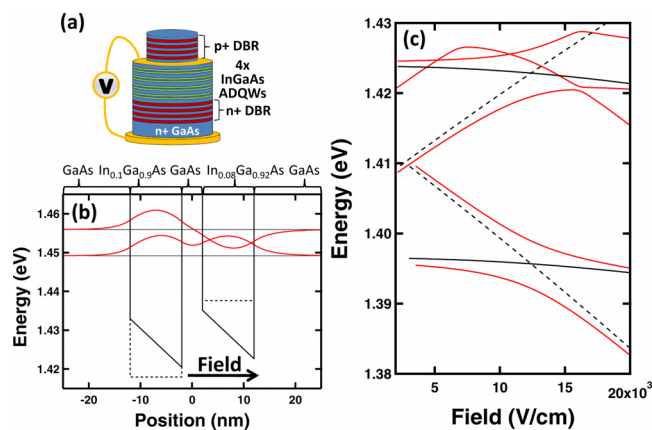 (a)
p+ DBR
4x
InGaAs
ADQWs
n+ DBR
n+ GaAs
V
GaAs In0.1Ga0.9As GaAs In0.08Ga0.92As GaAs
(b)
1.46
1.45
1.44
1.43
1.42
Energy (eV)
Field
-20 -10 0 10 20
Position (nm)
(c)
1.43
1.42
1.41
1.40
1.39
1.38
Energy (eV)
5 10 15 20x10³
Field (V/cm)